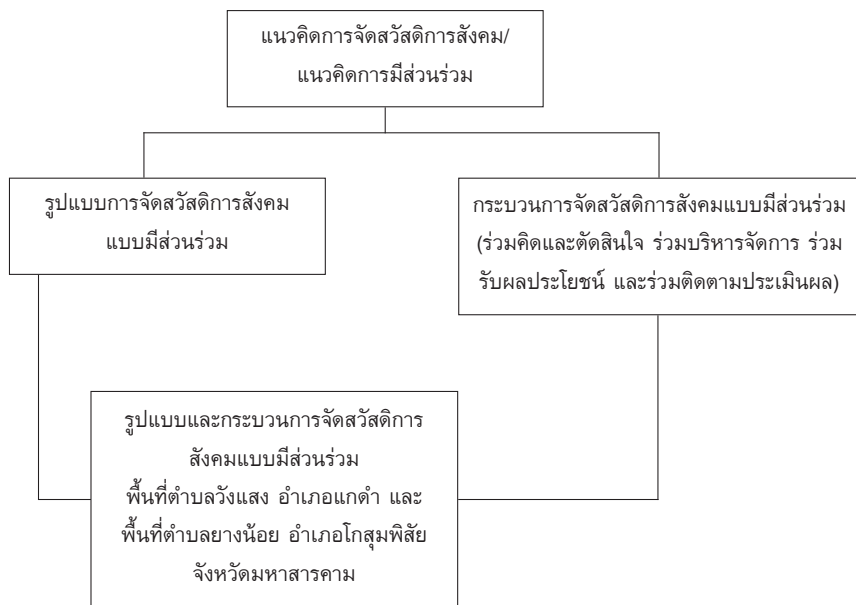 แนวคิดการจัดสวัสดิการสังคม/
แนวคิดการมีส่วนร่วม
รูปแบบการจัดสวัสดิการสังคม
แบบมีส่วนร่วม
กระบวนการจัดสวัสดิการสังคมแบบมีส่วนร่วม
(ร่วมคิดและตัดสินใจ ร่วมบริหารจัดการ ร่วม
รับผลประโยชน์ และร่วมติดตามประเมินผล)
รูปแบบและกระบวนการจัดสวัสดิการ
สังคมแบบมีส่วนร่วม
พื้นที่ตำบลวังแสง อำเภอแกดำ และ
พื้นที่ตำบลยางน้อย อำเภอโกสุมพิสัย
จังหวัดมหาสารคาม